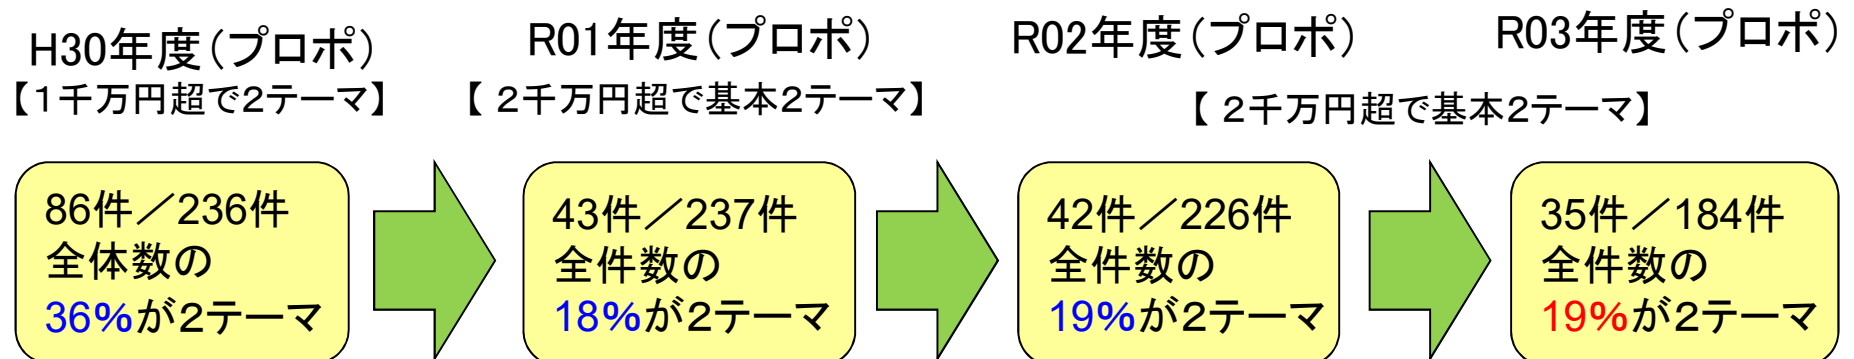 H30年度(プロポ)
【1千万円超で2テーマ】
R01年度(プロポ)
【 2千万円超で基本2テーマ】
R02年度(プロポ)
R03年度(プロポ)
【 2千万円超で基本2テーマ】
86件／236件
全体数の
36%が2テーマ
43件／237件
全件数の
18%が2テーマ
42件／226件
全件数の
19%が2テーマ
35件／184件
全件数の
19%が2テーマ